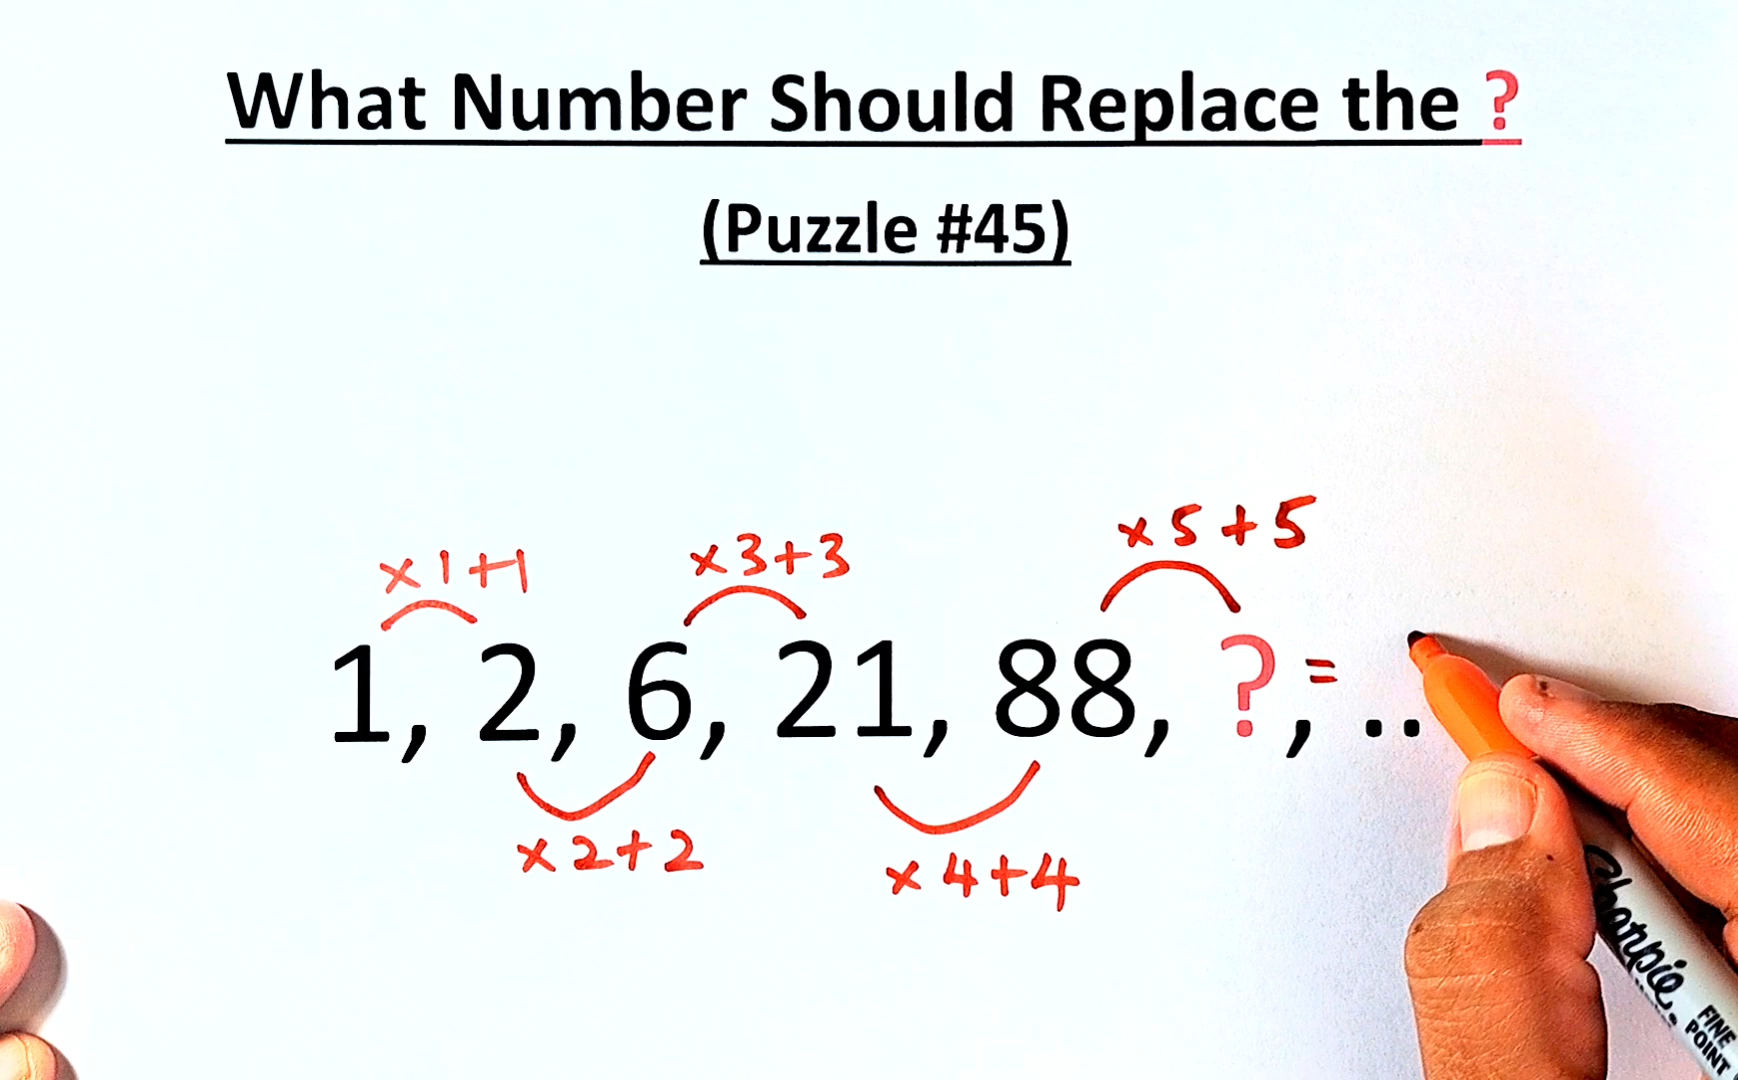 What Number Should Replace the ?
(Puzzle #45)
×1+1 ×3+3 ×5+5
1, 2, 6, 21, 88, ?, = ..
×2+2 ×4+4
Sharpie.
FINE
POINT